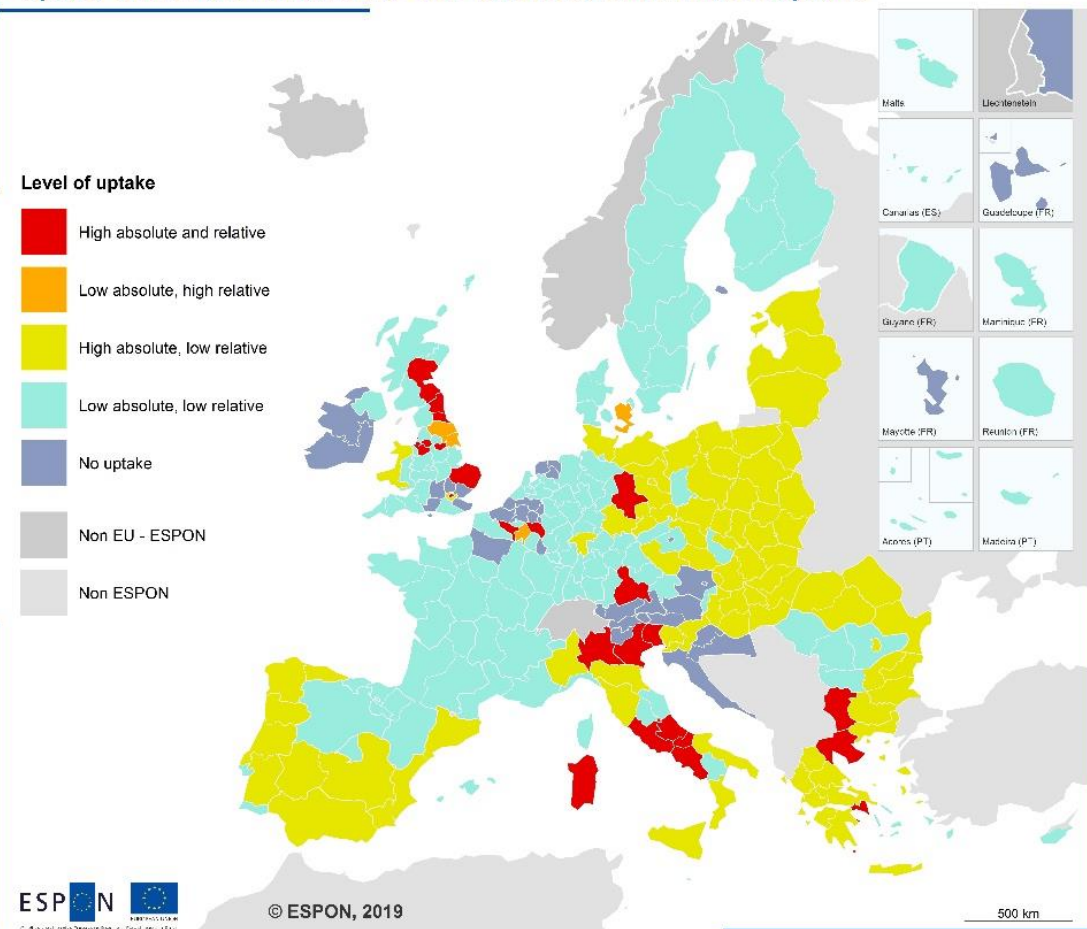 Malta
Liechtenstein
Level of uptake
High absolute and relative
Canarias (ES)
Guadeloupe (FR)
Low absolute, high relative
High absolute, low relative
Guyane (FR)
Martinique (FR)
Low absolute, low relative
No uptake
Mayotte (FR)
Reunion (FR)
Non EU - ESPON
Acores (PT)
Madeira (PT)
Non ESPON
ESPON
EUROPEAN UNION
© ESPON, 2019
500 km